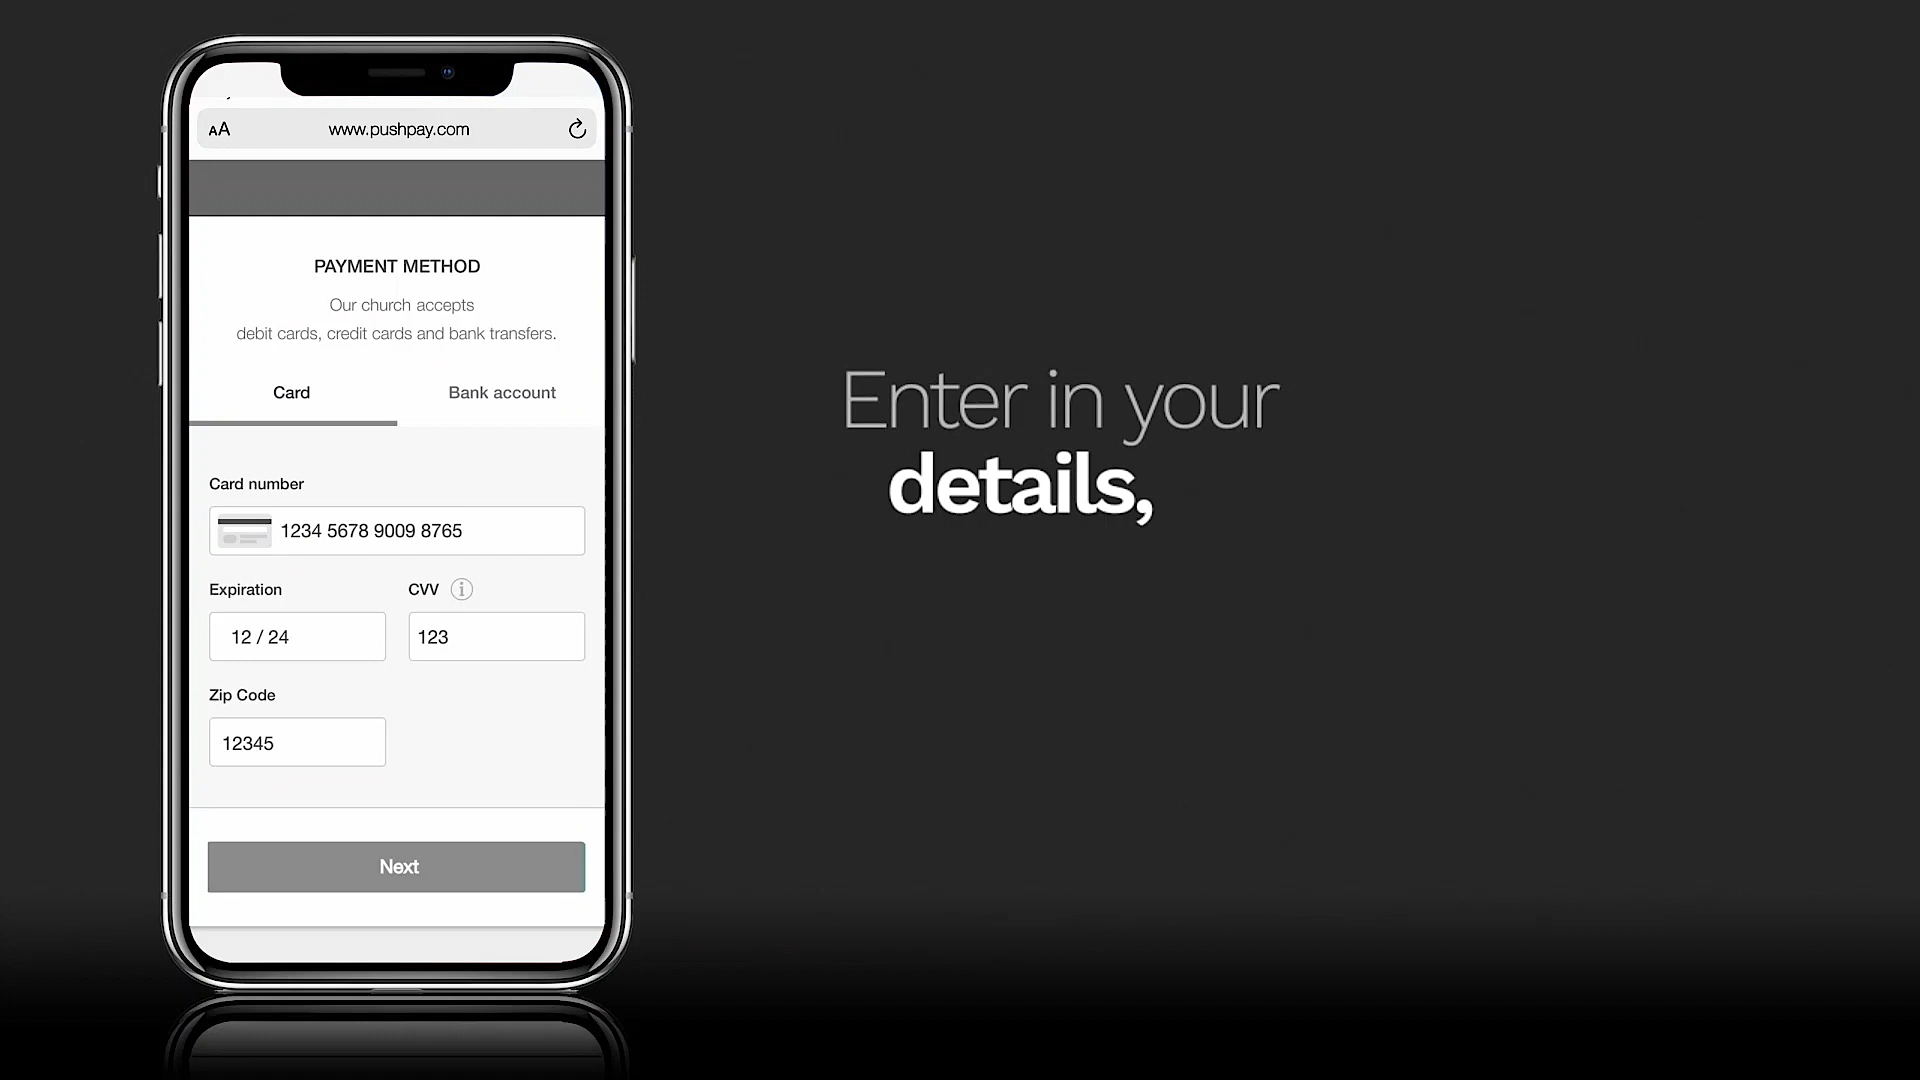 AA www.pushpay.com
PAYMENT METHOD
Our church accepts
debit cards, credit cards and bank transfers.
Card Bank account
Card number
1234 5678 9009 8765
Expiration CVV
12 / 24 123
Zip Code
12345
Next
Enter in your
details,